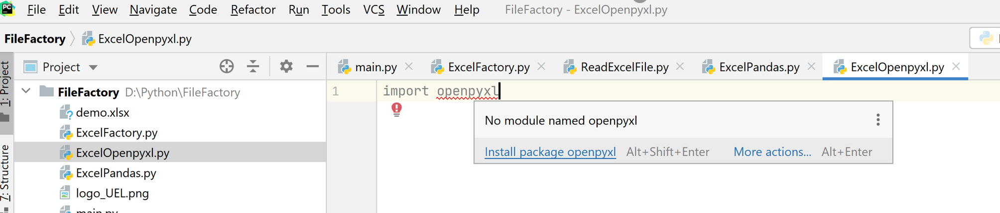 PC File Edit View Navigate Code Refactor Run Tools VCS Window Help FileFactory - ExcelOpenpyxl.py
FileFactory ExcelOpenpyxl.py
1: Project
7: Structure
Project
FileFactory D:\Python\FileFactory
demo.xlsx
ExcelFactory.py
ExcelOpenpyxl.py
ExcelPandas.py
logo_UEL.png
main.py
main.py ExcelFactory.py ReadExcelFile.py ExcelPandas.py ExcelOpenpyxl.py
1 import openpyxl
No module named openpyxl
Install package openpyxl Alt+Shift+Enter More actions... Alt+Enter